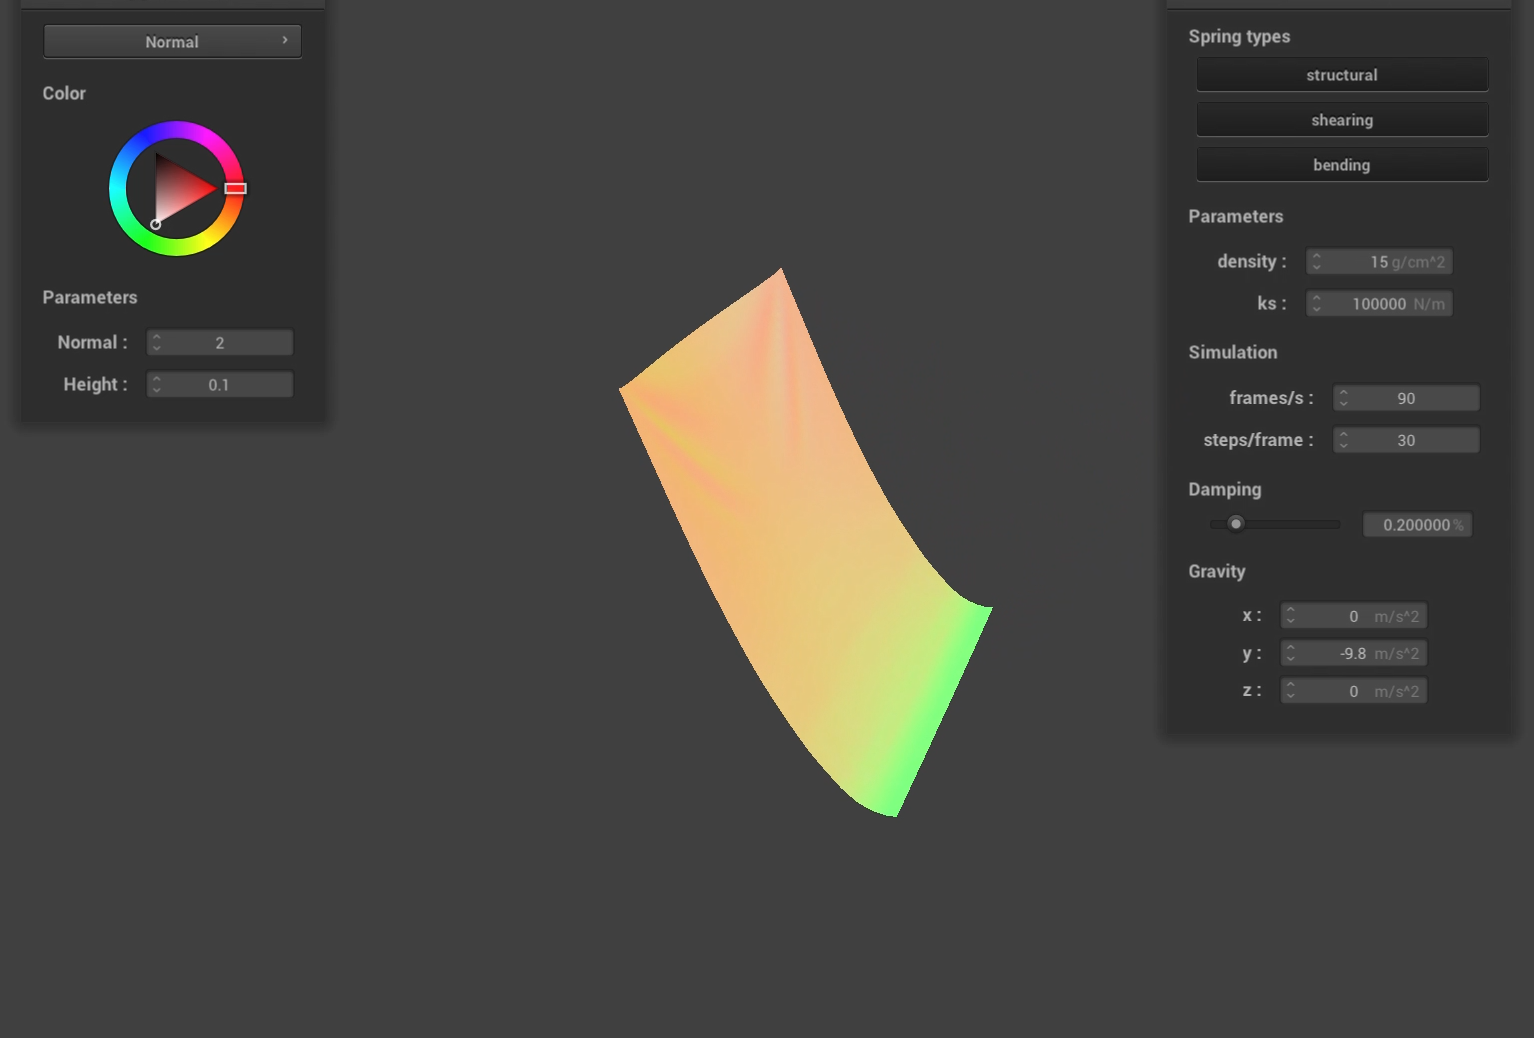 Normal
Color
Parameters
Normal : 2
Height : 0.1
Spring types
structural
shearing
bending
Parameters
density : 15 g/cm^2
ks : 100000 N/m
Simulation
frames/s : 90
steps/frame : 30
Damping
0.200000 %
Gravity
x : 0 m/s^2
y : -9.8 m/s^2
z : 0 m/s^2